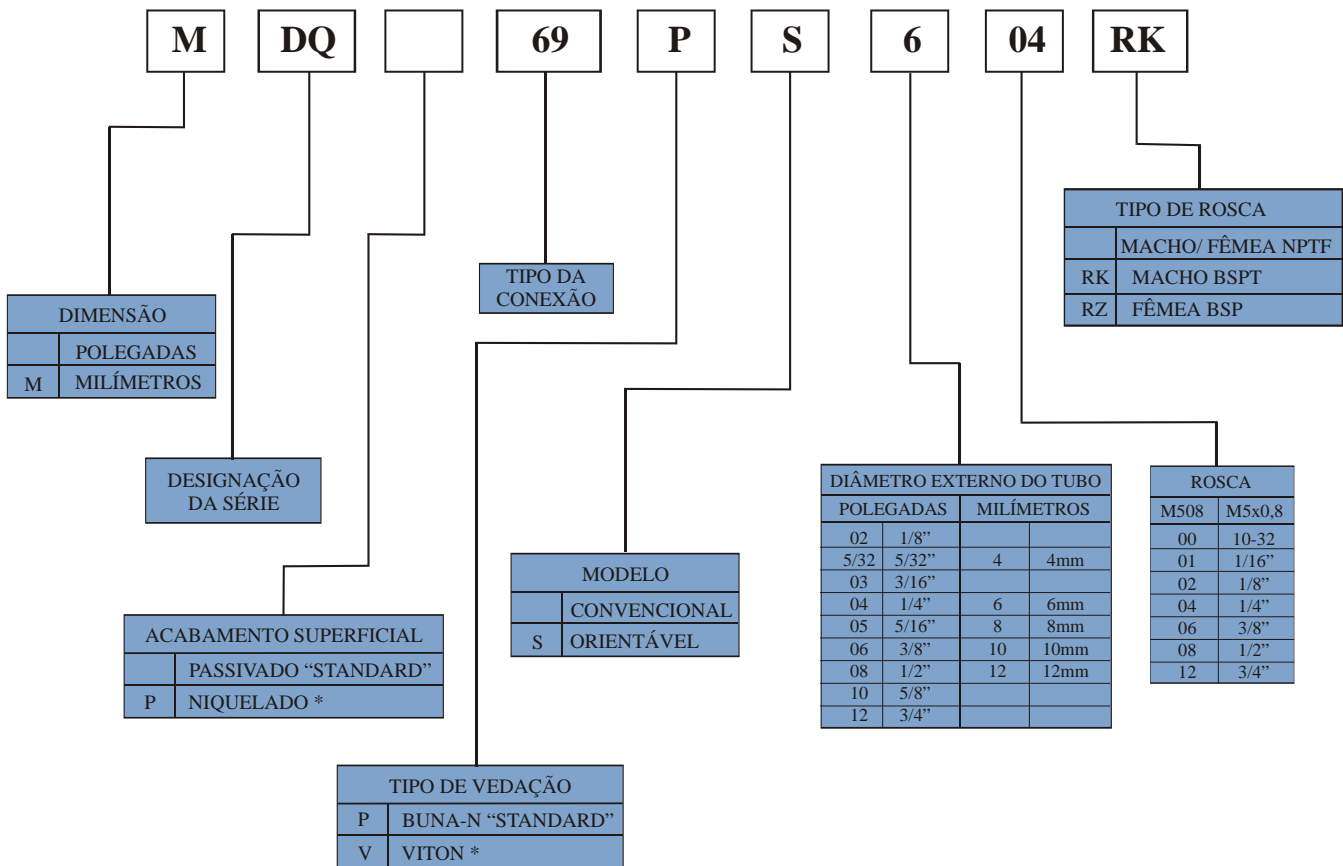 M DQ 69 P S 6 04 RK
TIPO DE ROSCA
MACHO/ FÊMEA NPTF
RK MACHO BSPT
RZ FÊMEA BSP
TIPO DA
CONEXÃO
DIMENSÃO
POLEGADAS
M MILÍMETROS
DESIGNAÇÃO
DA SÉRIE
DIÂMETRO EXTERNO DO TUBO
POLEGADAS MILÍMETROS
02 1/8”
5/32 5/32” 4 4mm
03 3/16”
04 1/4” 6 6mm
05 5/16” 8 8mm
06 3/8” 10 10mm
08 1/2” 12 12mm
10 5/8”
12 3/4”
ROSCA
M508 M5x0,8
00 10-32
01 1/16”
02 1/8”
04 1/4”
06 3/8”
08 1/2”
12 3/4”
MODELO
CONVENCIONAL
S ORIENTÁVEL
ACABAMENTO SUPERFICIAL
PASSIVADO “STANDARD”
P NIQUELADO *
TIPO DE VEDAÇÃO
P BUNA-N “STANDARD”
V VITON *